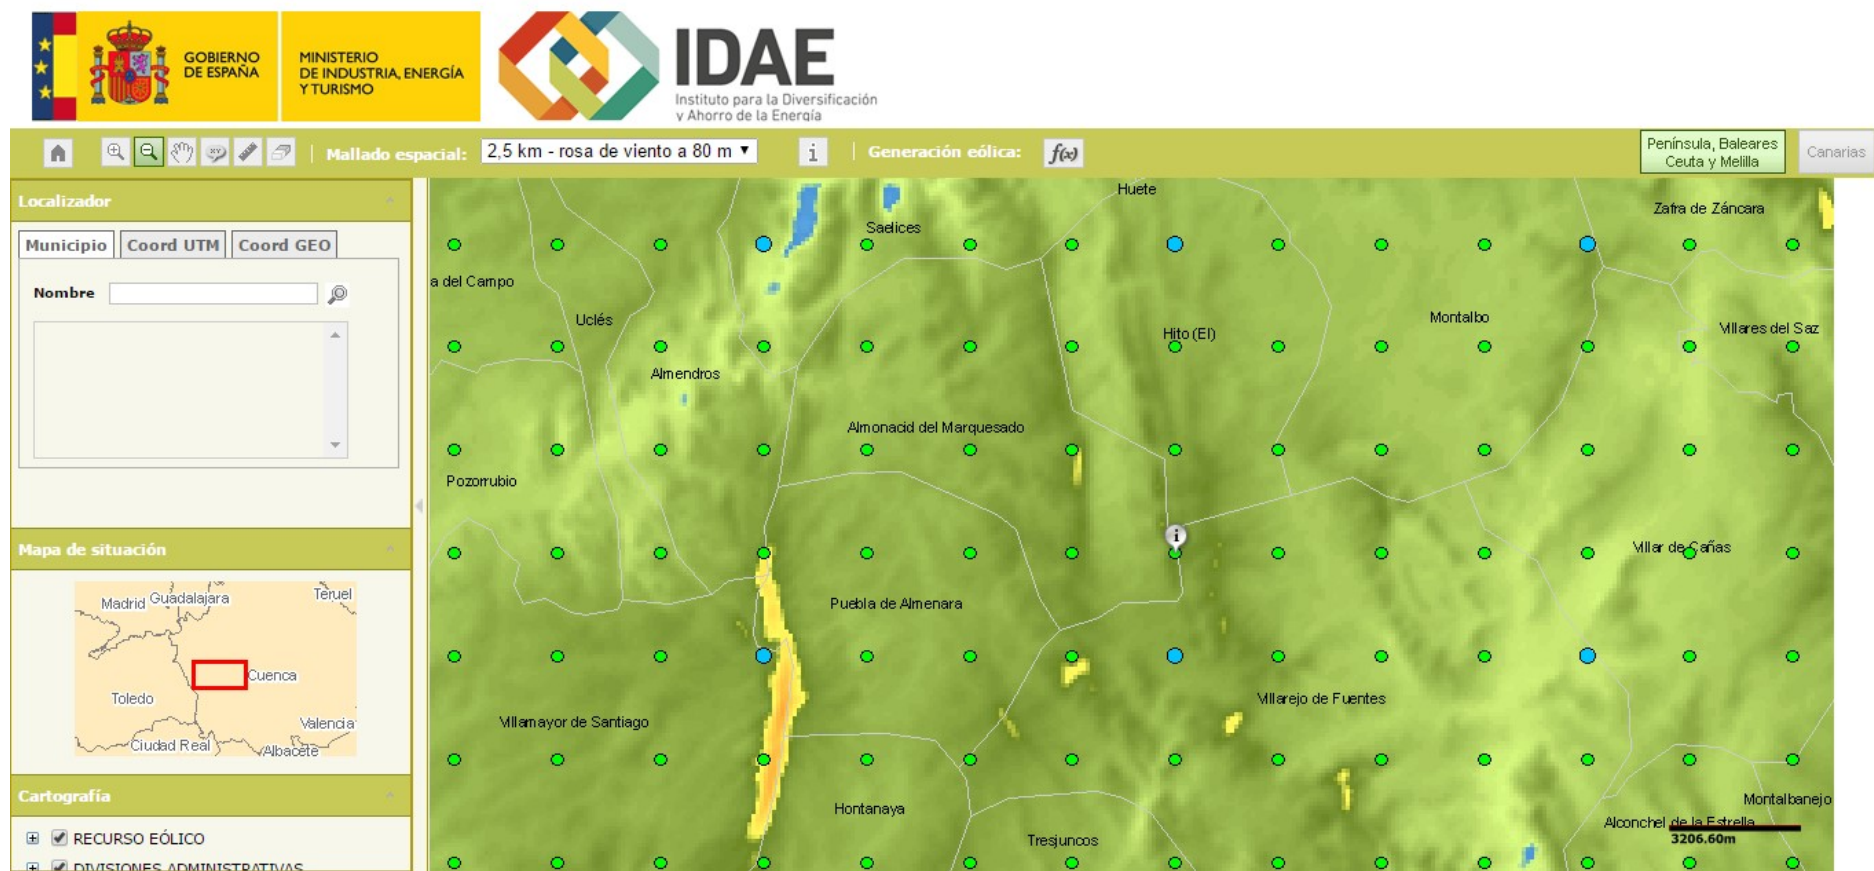 GOBIERNO
DE ESPAÑA
MINISTERIO
DE INDUSTRIA, ENERGÍA
Y TURISMO
IDAE
Instituto para la Diversificación
y Ahorro de la Energía
Mallado espacial:
2,5 km - rosa de viento a 80 m
i
Generación eólica:
f(x)
Península, Baleares
Ceuta y Melilla
Canarias
Localizador
Municipio
Coord UTM
Coord GEO
Nombre
Mapa de situación
Madrid
Guadalajara
Teruel
Cuenca
Toledo
Valencia
Ciudad Real
Albacete
Cartografía
RECURSO EÓLICO
DIVISIONES ADMINISTRATIVAS
Huete
Zafra de Záncara
Saelices
a del Campo
Uclés
Hito (El)
Montalbo
Villares del Saz
Almendros
Almonacid del Marquesado
Pozorrubio
i
Villar de Cañas
Puebla de Almenara
Villarejo de Fuentes
Villamayor de Santiago
Montalbanejo
Hontanaya
Alconchel de la Estrella
Tresjuncos
3206.60m